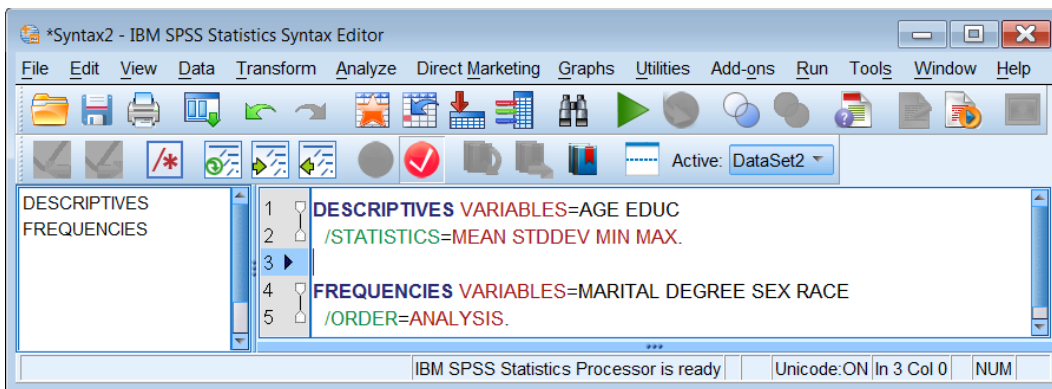 *Syntax2 - IBM SPSS Statistics Syntax Editor
File Edit View Data Transform Analyze Direct Marketing Graphs Utilities Add-ons Run Tools Window Help
/*
Active: DataSet2
DESCRIPTIVES
FREQUENCIES
1 DESCRIPTIVES VARIABLES=AGE EDUC
2 /STATISTICS=MEAN STDDEV MIN MAX.
3
4 FREQUENCIES VARIABLES=MARITAL DEGREE SEX RACE
5 /ORDER=ANALYSIS.
IBM SPSS Statistics Processor is ready Unicode:ON In 3 Col 0 NUM